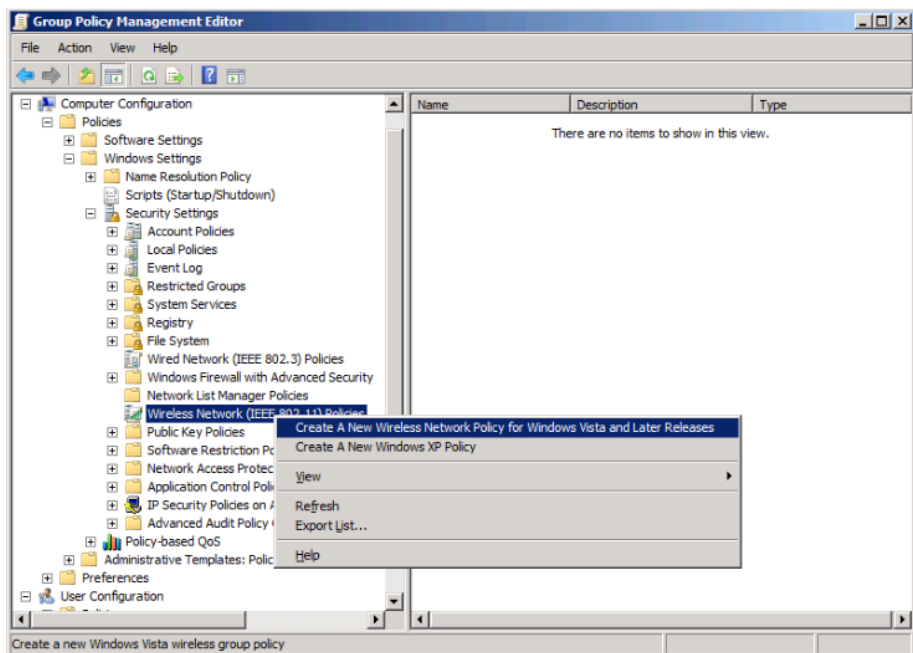 Group Policy Management Editor
File Action View Help
Computer Configuration
Policies
Software Settings
Windows Settings
Name Resolution Policy
Scripts (Startup/Shutdown)
Security Settings
Account Policies
Local Policies
Event Log
Restricted Groups
System Services
Registry
File System
Wired Network (IEEE 802.3) Policies
Windows Firewall with Advanced Security
Network List Manager Policies
Wireless Network (IEEE 802.11) Policies
Public Key Policies
Software Restriction Po
Network Access Protec
Application Control Poli
IP Security Policies on A
Advanced Audit Policy
Policy-based QoS
Administrative Templates: Polic
Preferences
User Configuration
Name Description Type
There are no items to show in this view.
Create A New Wireless Network Policy for Windows Vista and Later Releases
Create A New Windows XP Policy
View
Refresh
Export List...
Help
Create a new Windows Vista wireless group policy